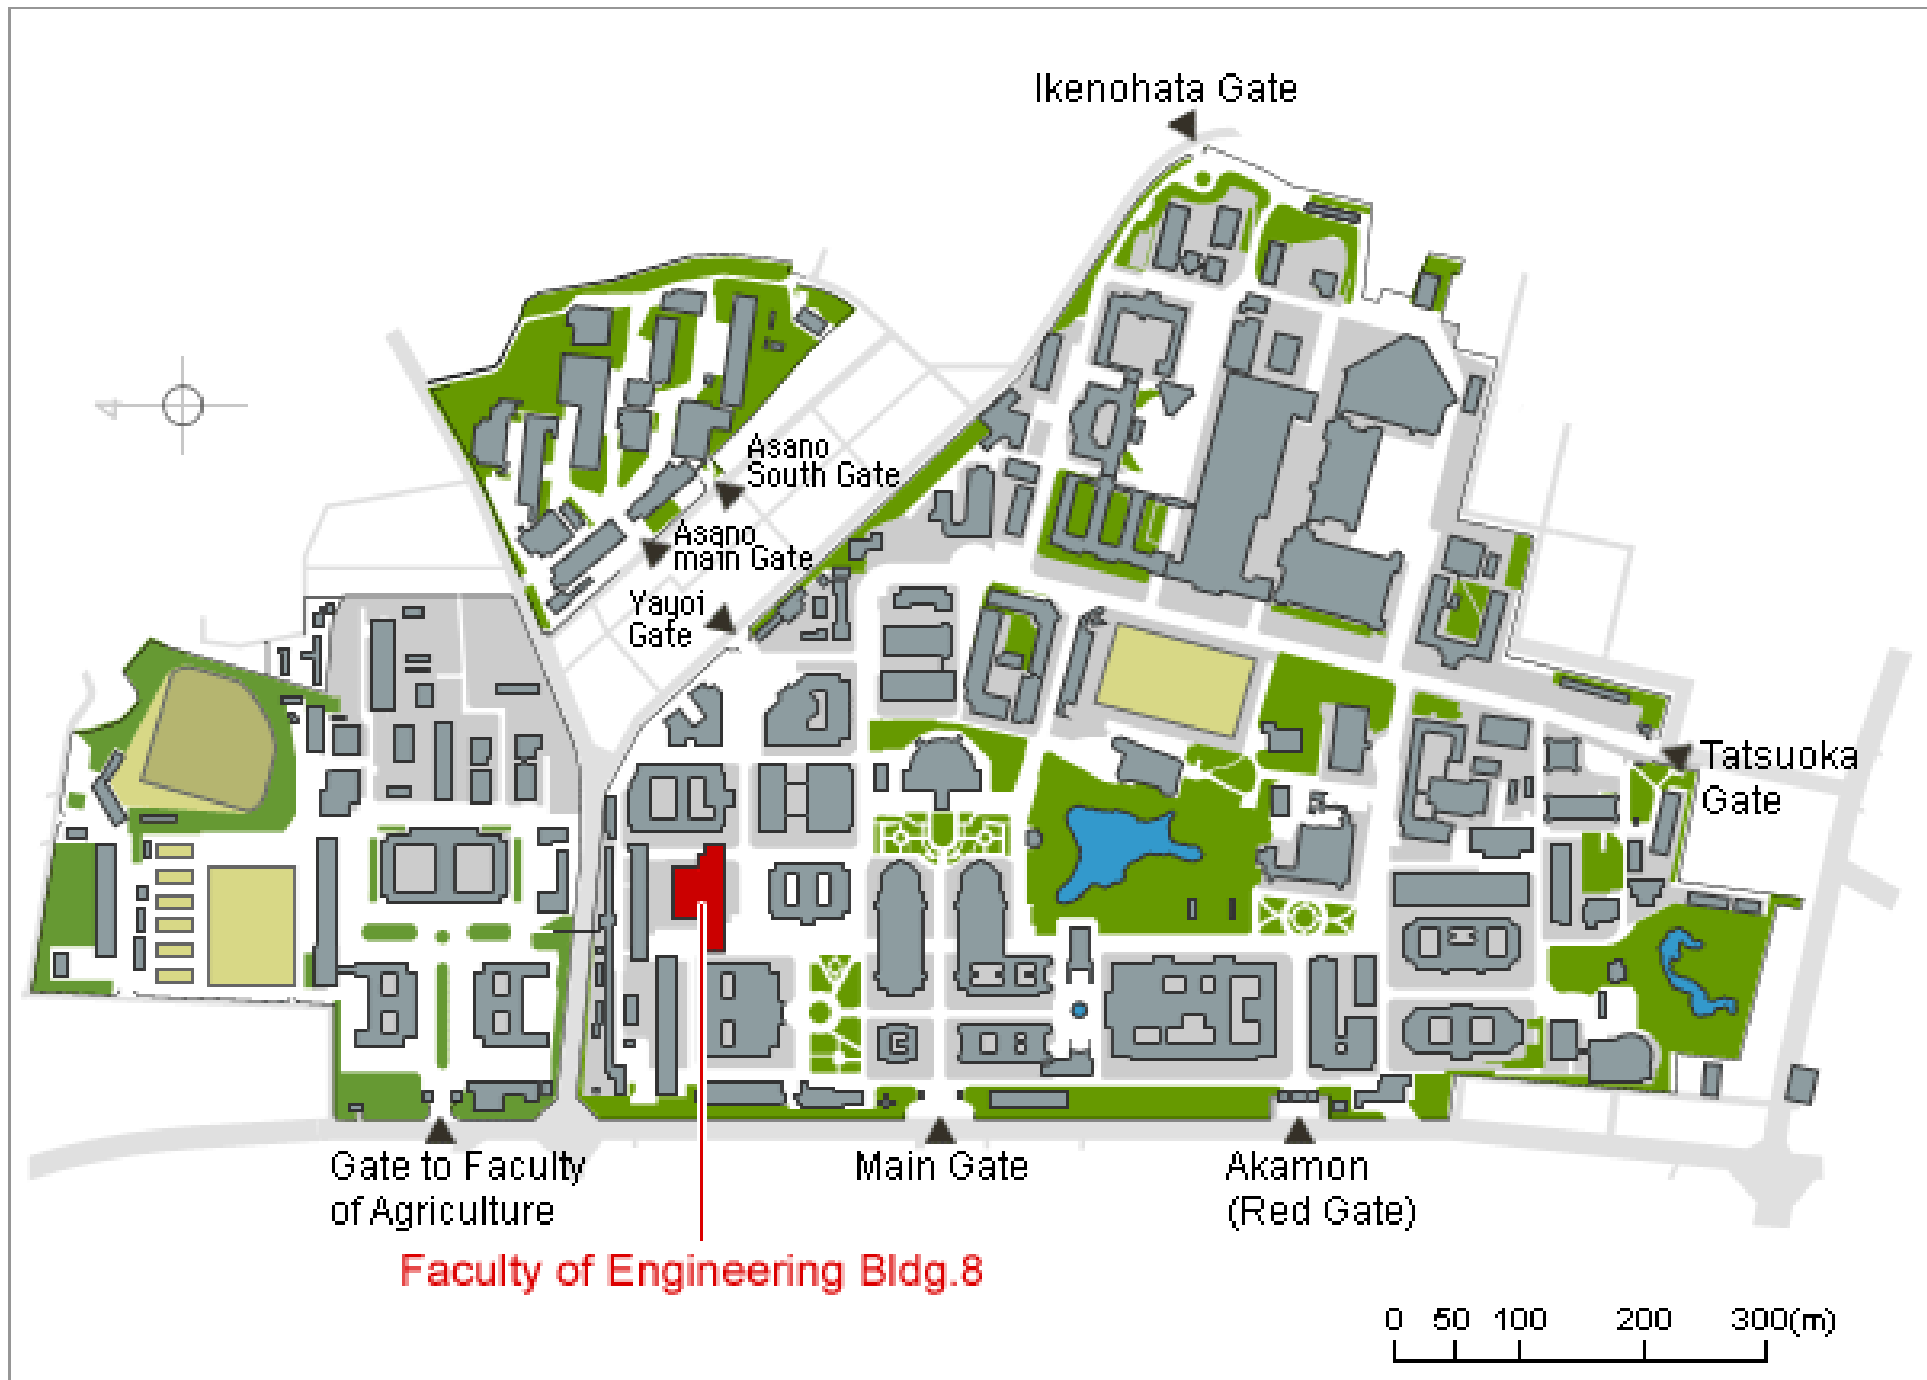 Ikenohata Gate
Asano
South Gate
Asano
main Gate
Yayoi
Gate
Tatsuoka
Gate
Gate to Faculty
of Agriculture
Main Gate
Akamon
(Red Gate)
Faculty of Engineering Bldg.8
0 50 100 200 300(m)